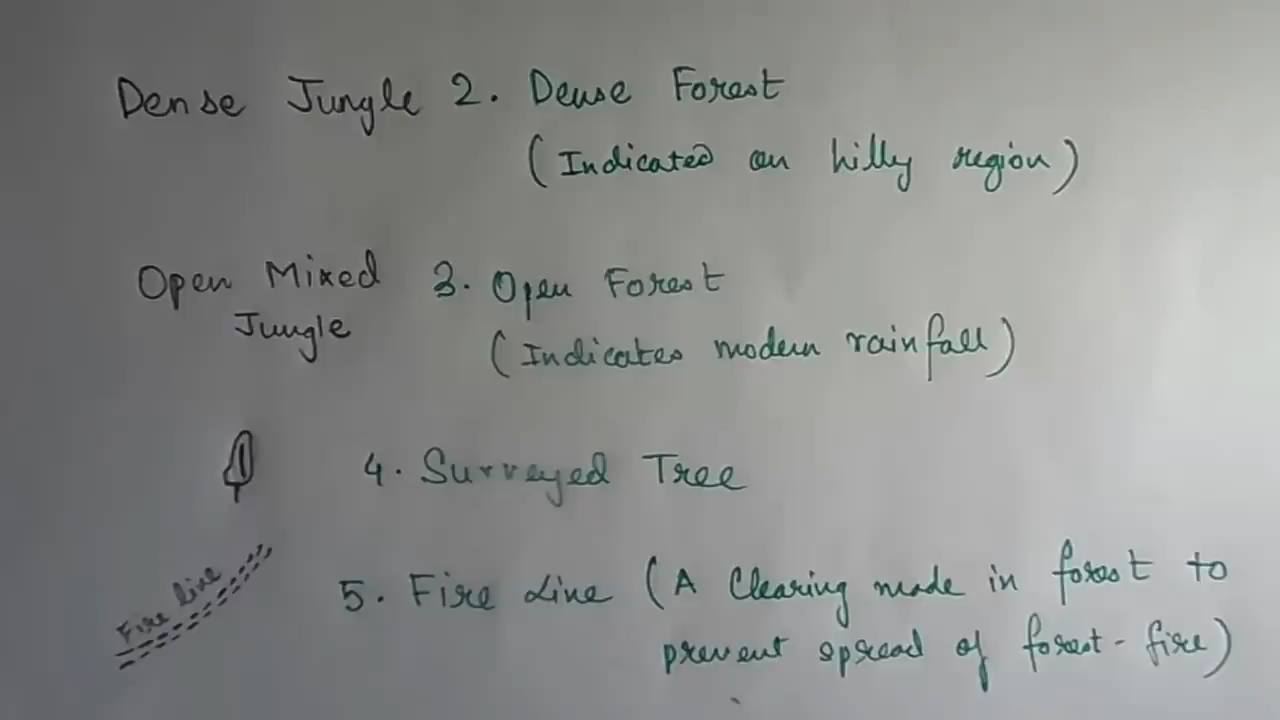 Dense Jungle 2. Dense Forest
(Indicated on hilly region)
Open Mixed 3. Open Forest
Jungle
(Indicates modern rainfall)
4. Surveyed Tree
Fire line
5. Fire Line (A Clearing made in forest to
prevent spread of forest-fire)